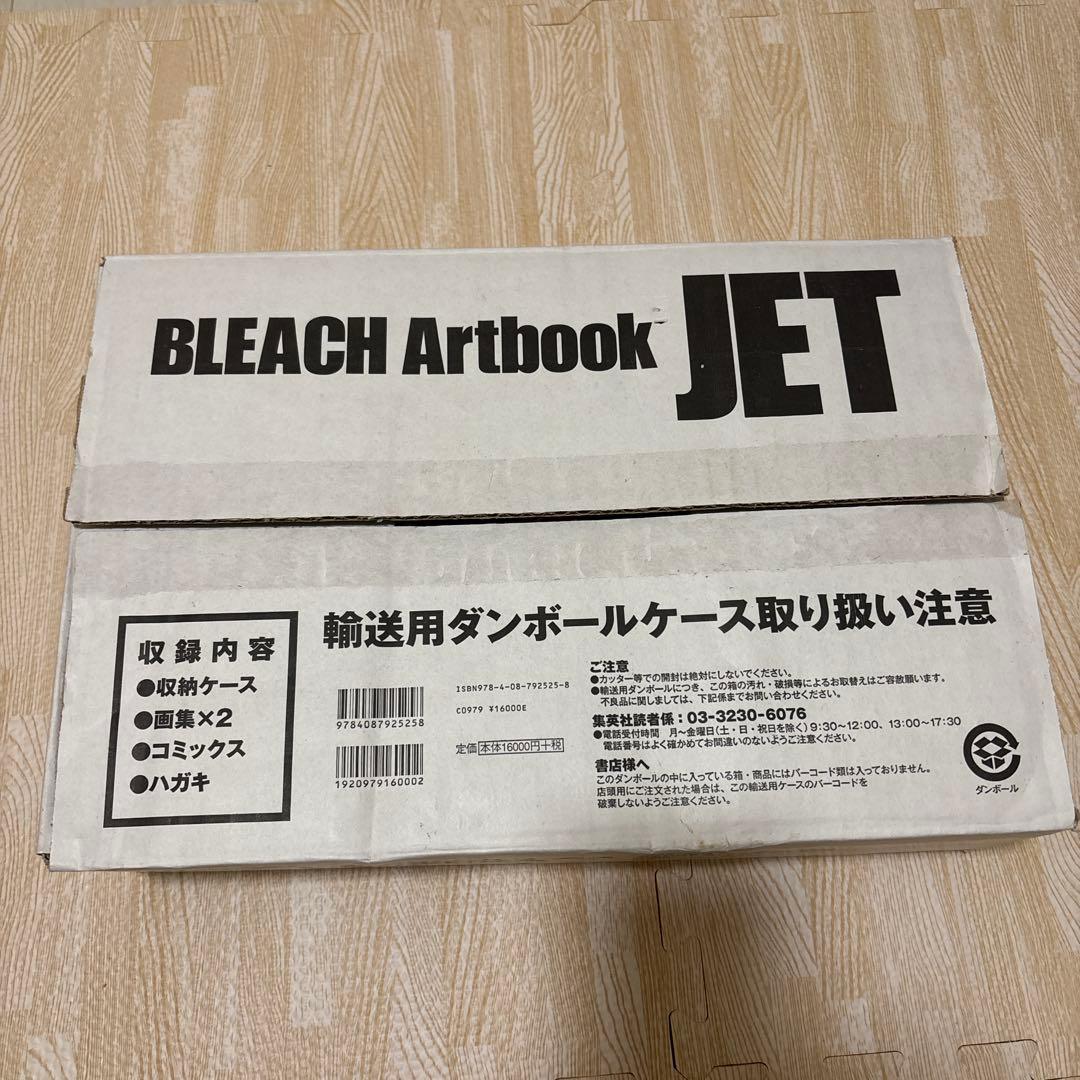 BLEACH Artbook JET
輸送用ダンボールケース取り扱い注意
収録内容
●収納ケース
●画集×2
●コミックス
●ハガキ
9784087925258
1920979160002
ISBN978-4-08-792525-8
C0979 ¥16000E
定価 本体16000円+税
ご注意
●カッター等での開封は絶対にしないでください。
●輸送用ダンボールにつき、この箱の汚れ・破損等によるお取替えはご容赦願います。
不良品に関しましては、下記係までお問い合わせください。
集英社読者係:03-3230-6076
●電話受付時間 月〜金曜日(土・日・祝日を除く)9:30〜12:00、13:00〜17:30
電話番号はよく確かめてお間違いのないようご注意ください。
書店様へ
このダンボールの中に入っている箱・商品にはバーコード類は入っておりません。
店頭用にご注文された場合は、この輸送用ケースのバーコードを
破棄しないようご注意ください。
ダンボール